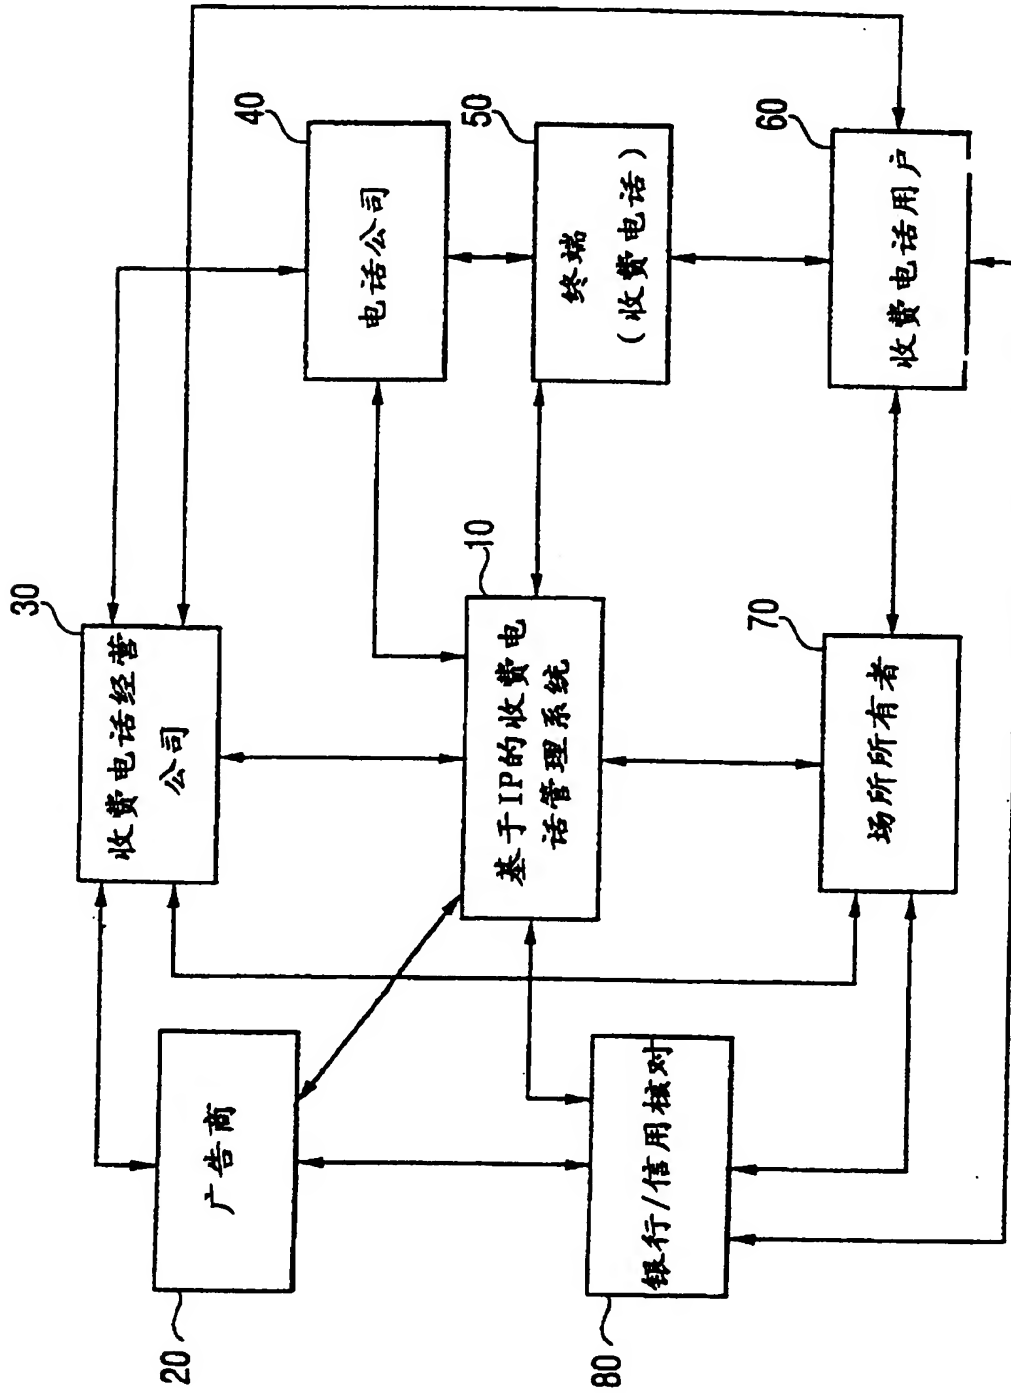 20
广告商
30
收费电话经营
公司
40
电话公司
10
基于IP的收费电
话管理系统
50
终端
(收费电话)
80
银行/信用核对
70
场所所有者
60
收费电话用户